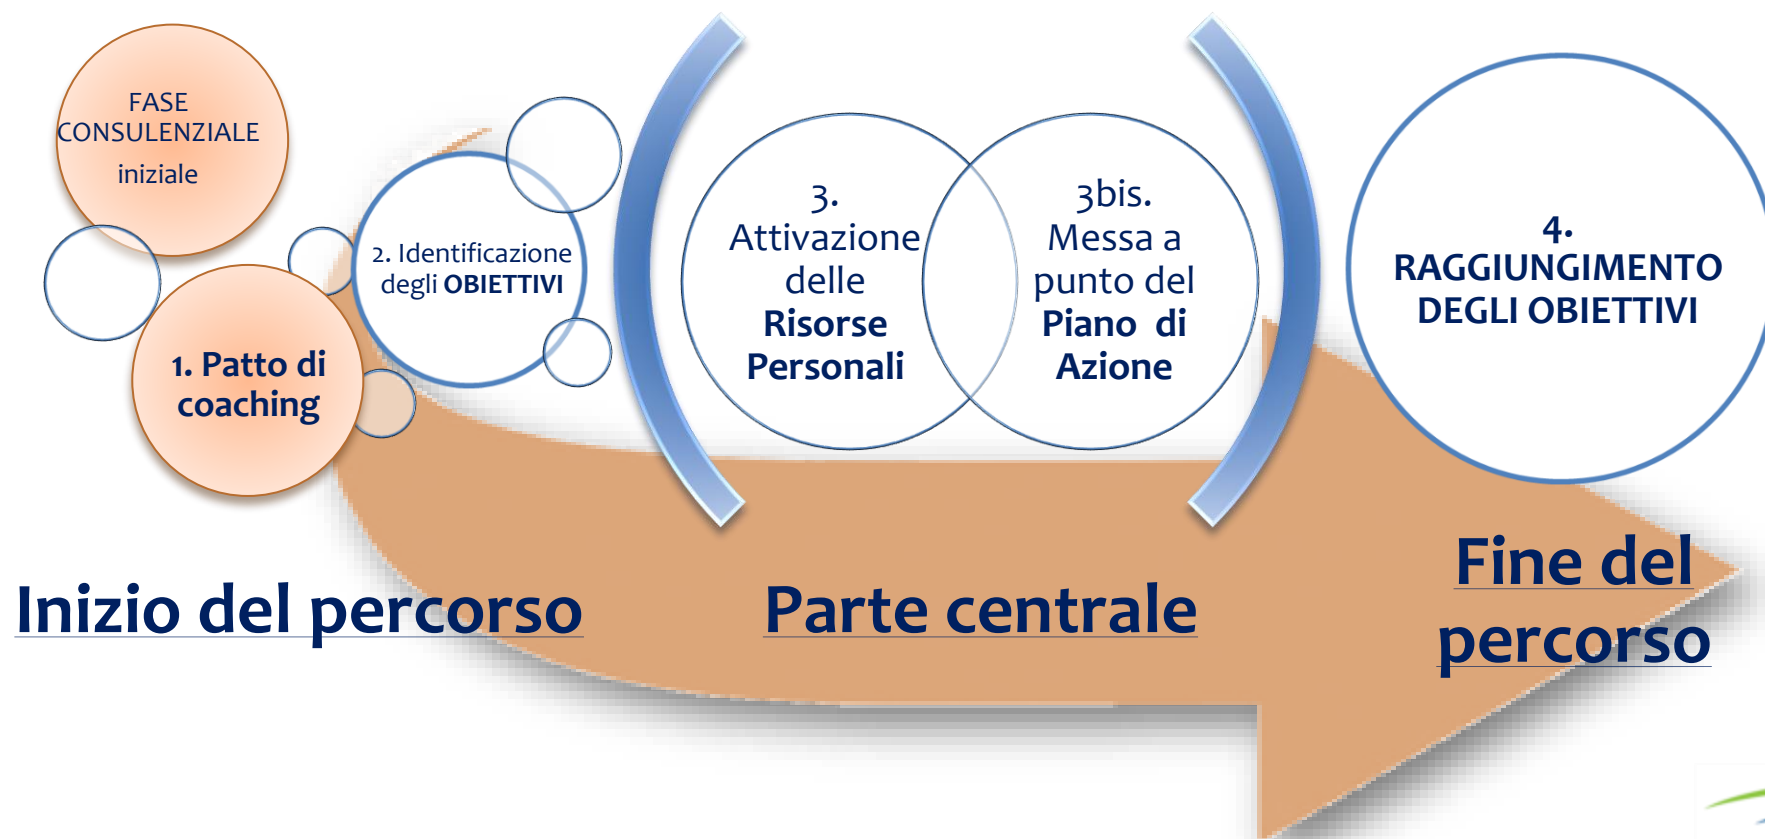 FASE
CONSULENZIALE
iniziale
1. Patto di
coaching
2. Identificazione
degli OBIETTIVI
3.
Attivazione
delle
Risorse
Personali
3bis.
Messa a
punto del
Piano di
Azione
4.
RAGGIUNGIMENTO
DEGLI OBIETTIVI
Inizio del percorso
Parte centrale
Fine del
percorso